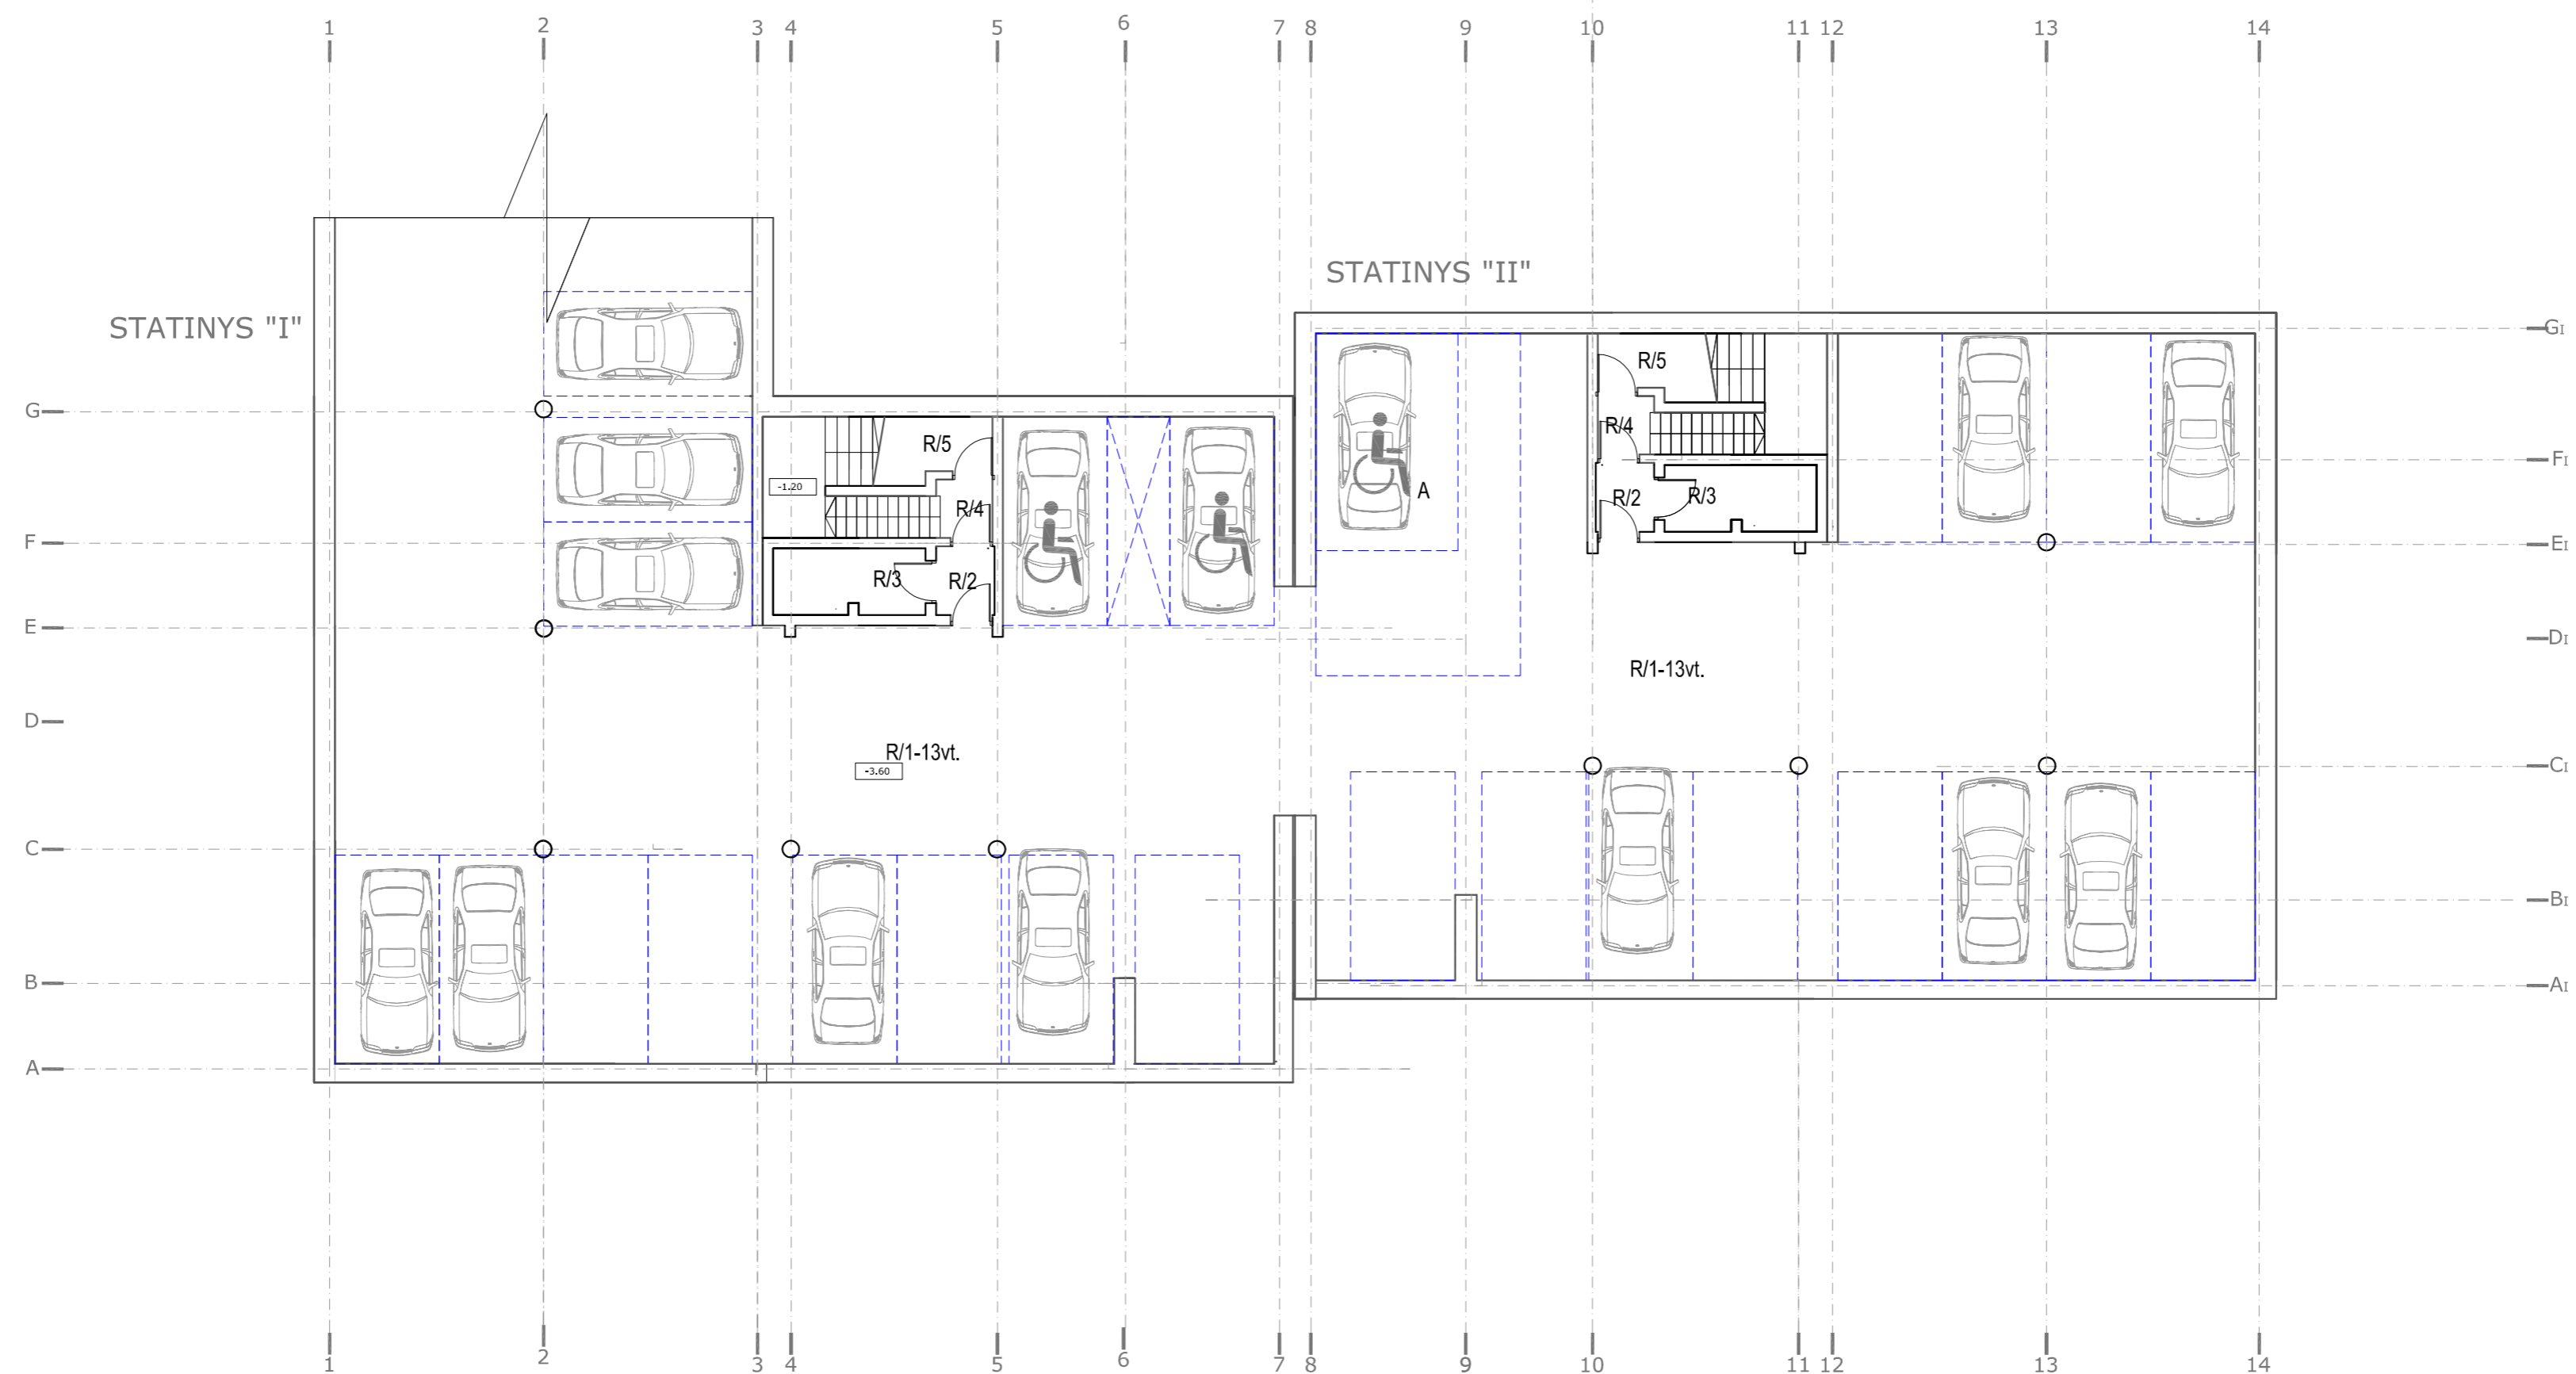 1 2 3 4 5 6 7 8 9 10 11 12 13 14
STATINYS "II"
STATINYS "I"
GI
R/5
G
R/4
R/5
FI
-1.20
A
R/2 R/3
R/4
F
EI
R/3 R/2
E
DI
R/1-13vt.
D
R/1-13vt.
-3.60
CI
C
BI
B
AI
A
1 2 3 4 5 6 7 8 9 10 11 12 13 14